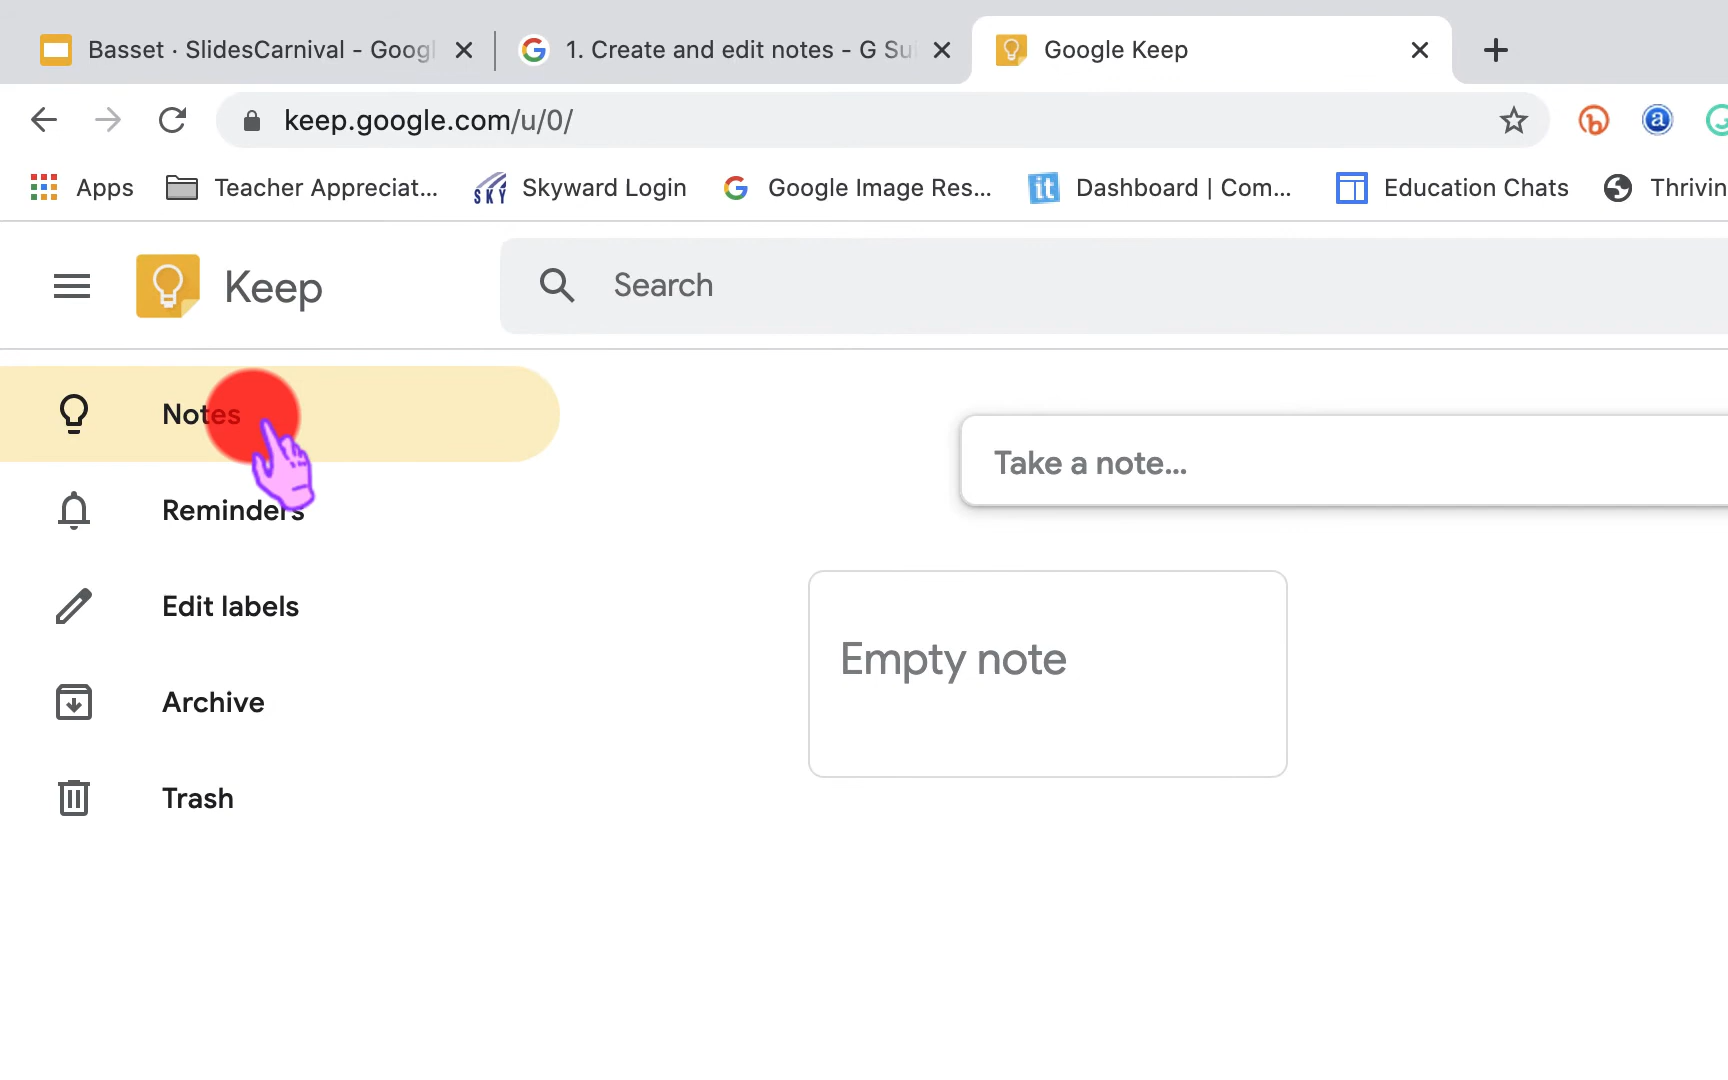 Basset · SlidesCarnival - Googl
1. Create and edit notes - G Su
Google Keep
keep.google.com/u/0/
Apps
Teacher Appreciat...
SKY
Skyward Login
Google Image Res...
it
Dashboard | Com...
Education Chats
Thrivin
Keep
Search
Notes
Take a note...
Reminders
Edit labels
Empty note
Archive
Trash